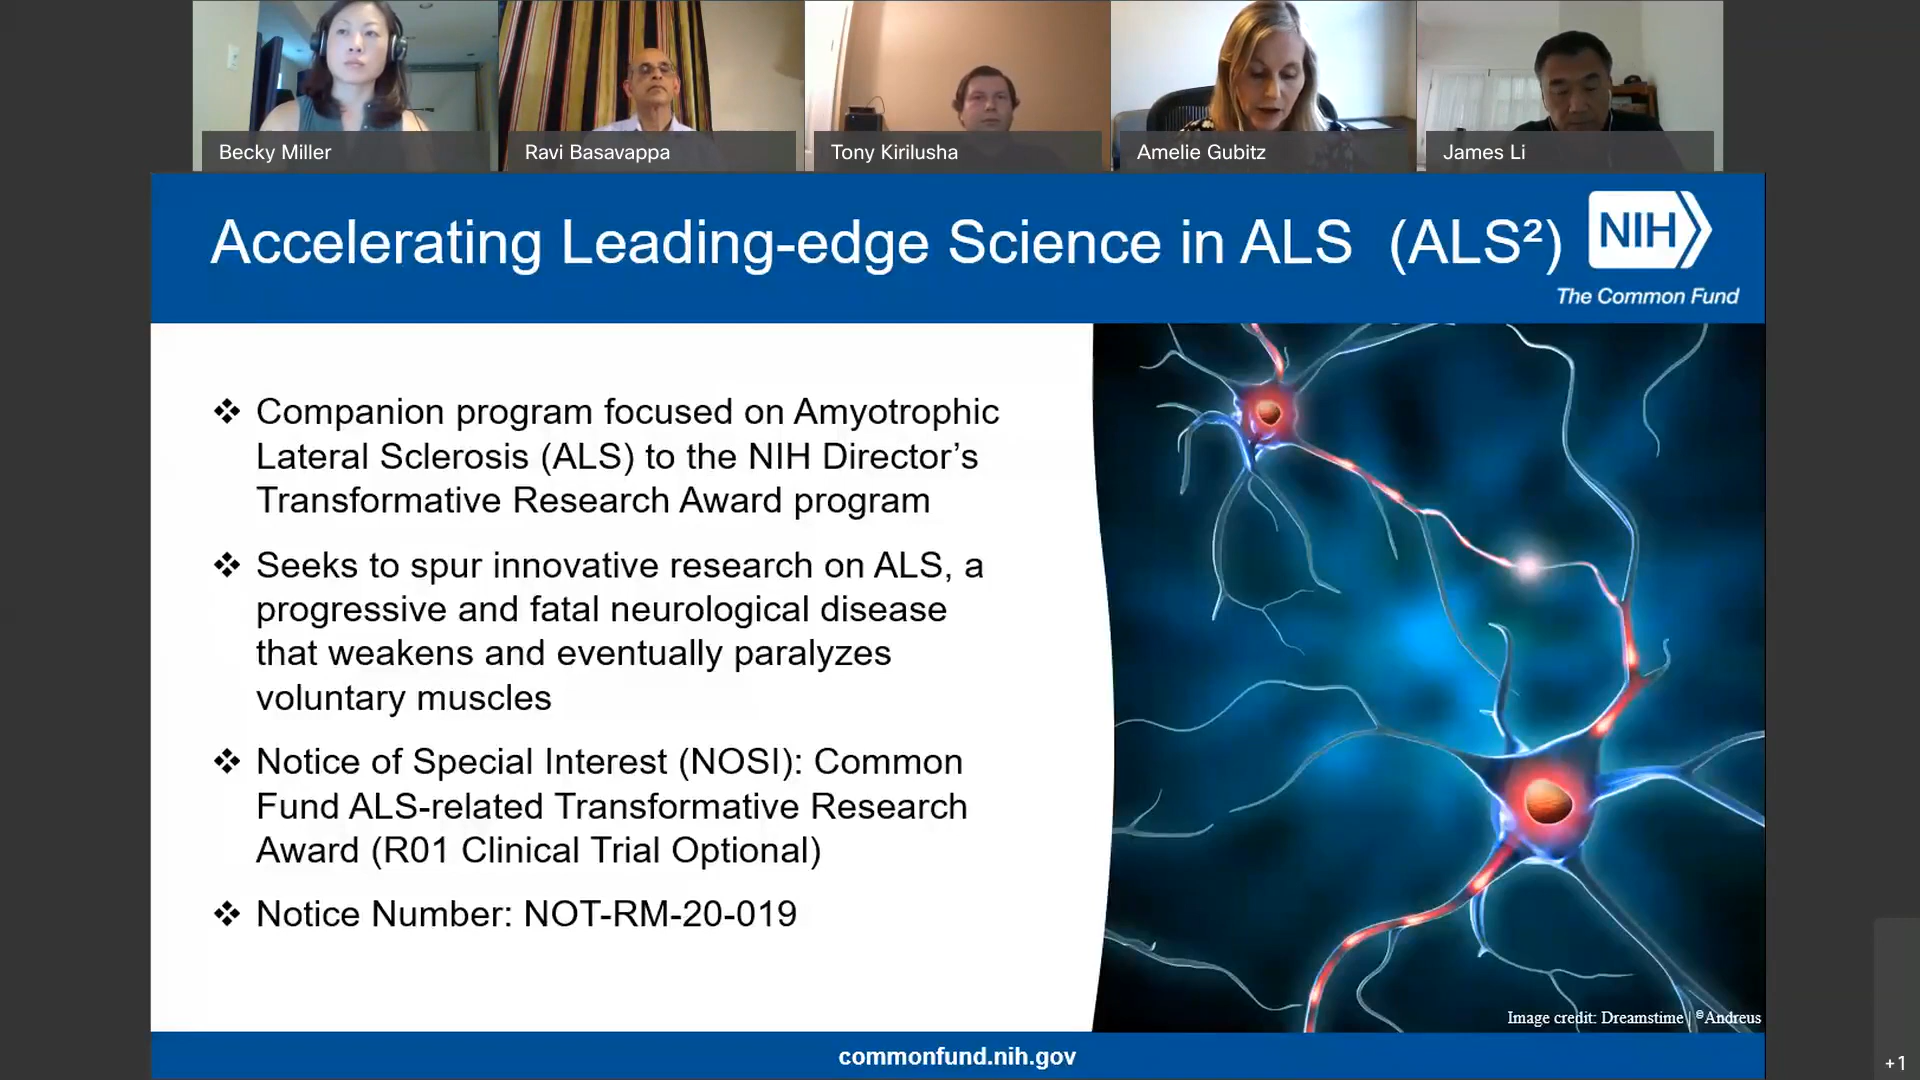 Becky Miller
Ravi Basavappa
Tony Kirilusha
Amelie Gubitz
James Li
Accelerating Leading-edge Science in ALS (ALS²)
NIH
The Common Fund
❖ Companion program focused on Amyotrophic
Lateral Sclerosis (ALS) to the NIH Director’s
Transformative Research Award program
❖ Seeks to spur innovative research on ALS, a
progressive and fatal neurological disease
that weakens and eventually paralyzes
voluntary muscles
❖ Notice of Special Interest (NOSI): Common
Fund ALS-related Transformative Research
Award (R01 Clinical Trial Optional)
❖ Notice Number: NOT-RM-20-019
Image credit: Dreamstime | ©Andreus
commonfund.nih.gov
+1